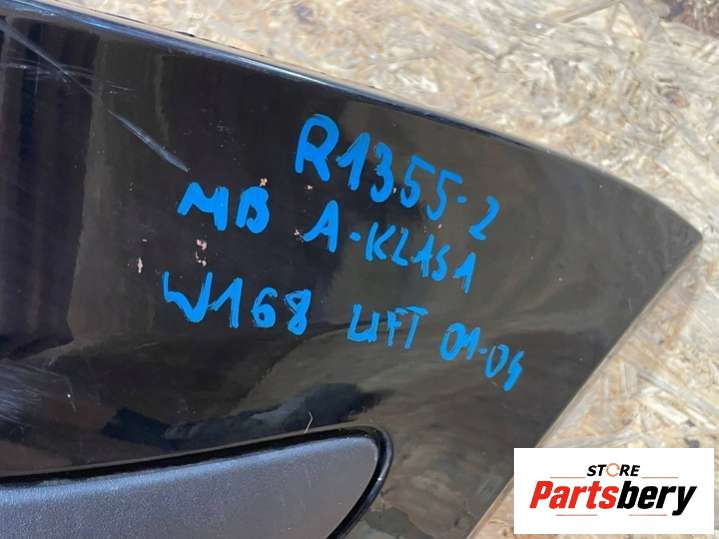 R1355-2
MB A-KLASA
W168 LIFT 01-04
STORE
Partsbery